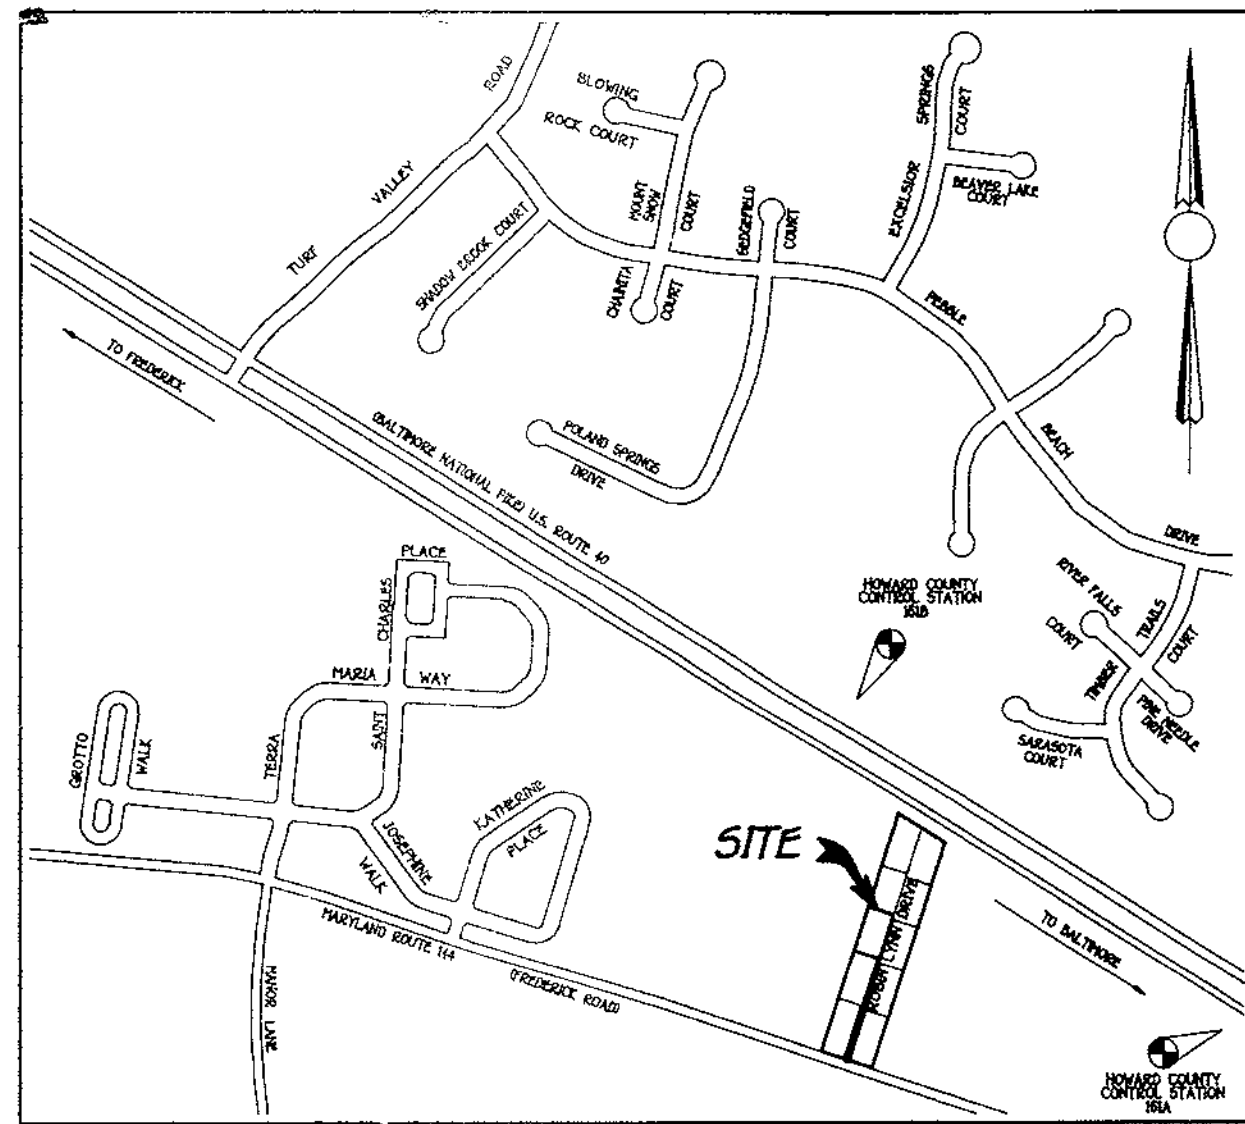 ROAD
VALLEY
TURF
BLOWING
ROCK COURT
MOUNT
SNOW
COURT
SHADOW BROOK COURT
CHAUNTA
COURT
SEDGEFIELD
COURT
EXCELSIOR
SPRINGS
COURT
BEAVER LAKE
COURT
PEBBLE
BEACH
DRIVE
TO FREDERICK
(BALTIMORE NATIONAL PIKE) U.S. ROUTE 40
POLAND SPRINGS
DRIVE
HOWARD COUNTY
CONTROL STATION
161B
RIVER FALLS
COURT
TIMBER
TRAILS
COURT
PINE NEEDLE
DRIVE
SARASOTA
COURT
PLACE
CHARLES
SAINT
MARIA
WAY
TERRA
GROTTO
WALK
JOSEPHINE
WALK
KATHERINE
PLACE
SITE
ROBIN LYNN DRIVE
TO BALTIMORE
MARYLAND ROUTE 144
(FREDERICK ROAD)
MANOR LANE
HOWARD COUNTY
CONTROL STATION
161A